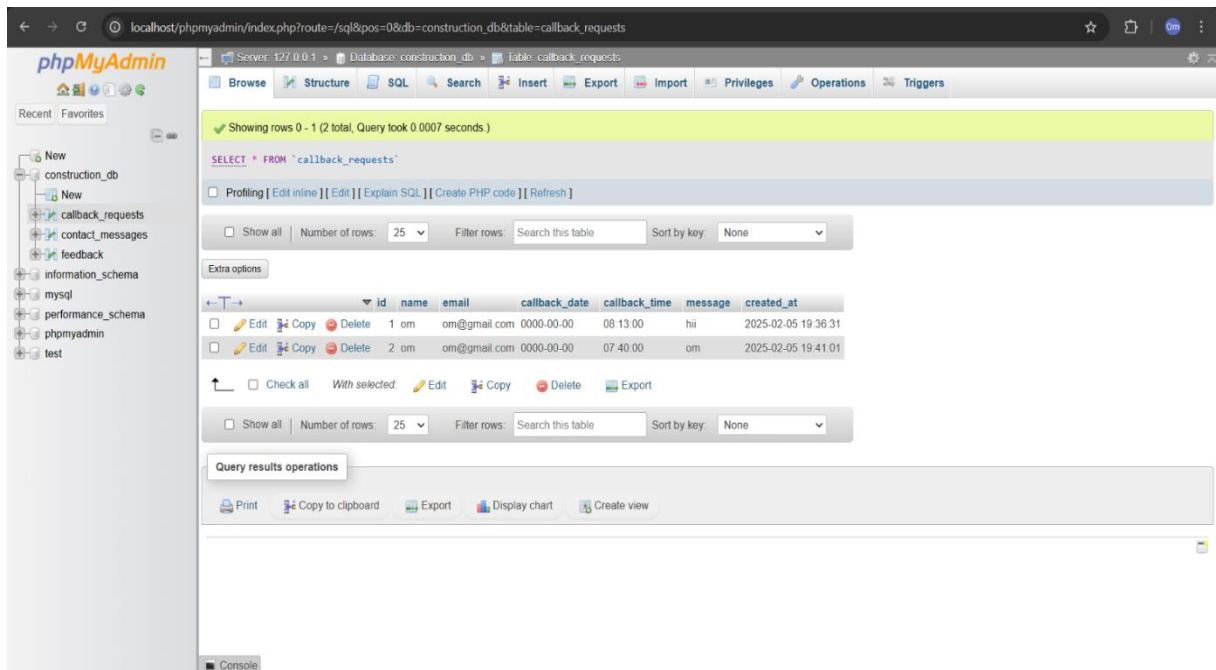 localhost/phpmyadmin/index.php?route=/sql&pos=0&db=construction_db&table=callback_requests
Om
phpMyAdmin
Recent Favorites
New
construction_db
New
callback_requests
contact_messages
feedback
information_schema
mysql
performance_schema
phpmyadmin
test
Server: 127.0.0.1 » Database: construction_db » Table: callback_requests
Browse Structure SQL Search Insert Export Import Privileges Operations Triggers
Showing rows 0 - 1 (2 total, Query took 0.0007 seconds.)
SELECT * FROM `callback_requests`
Profiling [ Edit inline ] [ Edit ] [ Explain SQL ] [ Create PHP code ] [ Refresh ]
Show all | Number of rows: 25 Filter rows: Search this table Sort by key: None
Extra options
←T→ id name email callback_date callback_time message created_at
Edit Copy Delete 1 om om@gmail.com 0000-00-00 08:13:00 hii 2025-02-05 19:36:31
Edit Copy Delete 2 om om@gmail.com 0000-00-00 07:40:00 om 2025-02-05 19:41:01
Check all With selected: Edit Copy Delete Export
Show all | Number of rows: 25 Filter rows: Search this table Sort by key: None
Query results operations
Print Copy to clipboard Export Display chart Create view
Console